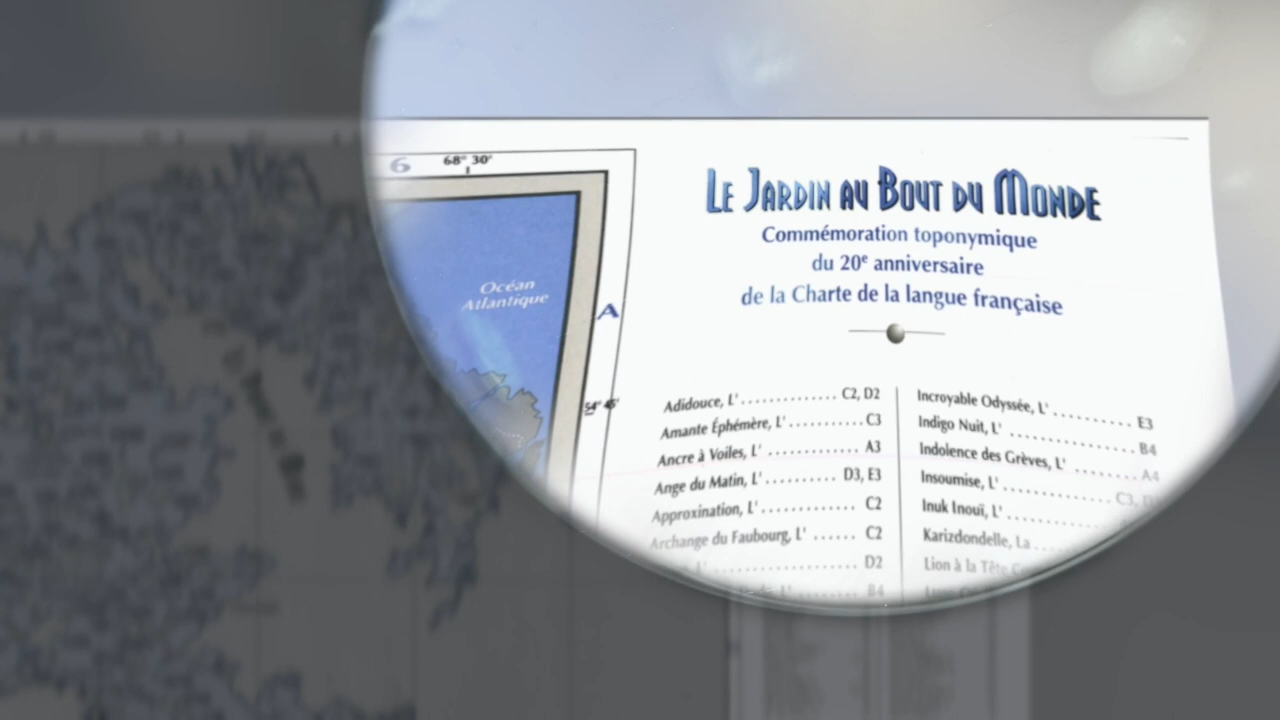 6 68° 30'
Océan
Atlantique
A
54° 45'
LE JARDIN AU BOUT DU MONDE
Commémoration toponymique
du 20e anniversaire
de la Charte de la langue française
Adidouce, L' .............. C2, D2
Amante Éphémère, L' ........... C3
Ancre à Voiles, L' ............. A3
Ange du Matin, L' .......... D3, E3
Approximation, L' ............. C2
Archange du Faubourg, L' ...... C2
L' .................... D2
L' ......... B4
Incroyable Odyssée, L' ......... E3
Indigo Nuit, L' ................ B4
Indolence des Grèves, L' ........ A4
Insoumise, L' ............. C3,
Inuk Inouï, L' ............
Karizdondelle, La ....
Lion à la Tête